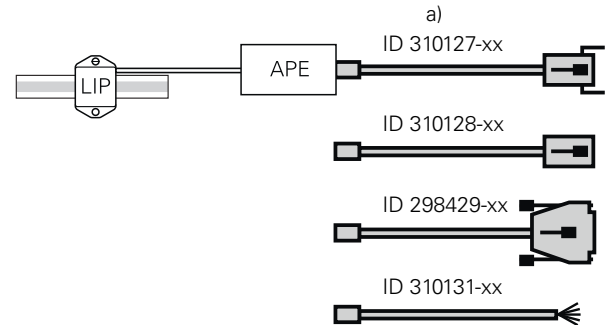 a)
ID 310127-xx
LIP
APE
ID 310128-xx
ID 298429-xx
ID 310131-xx